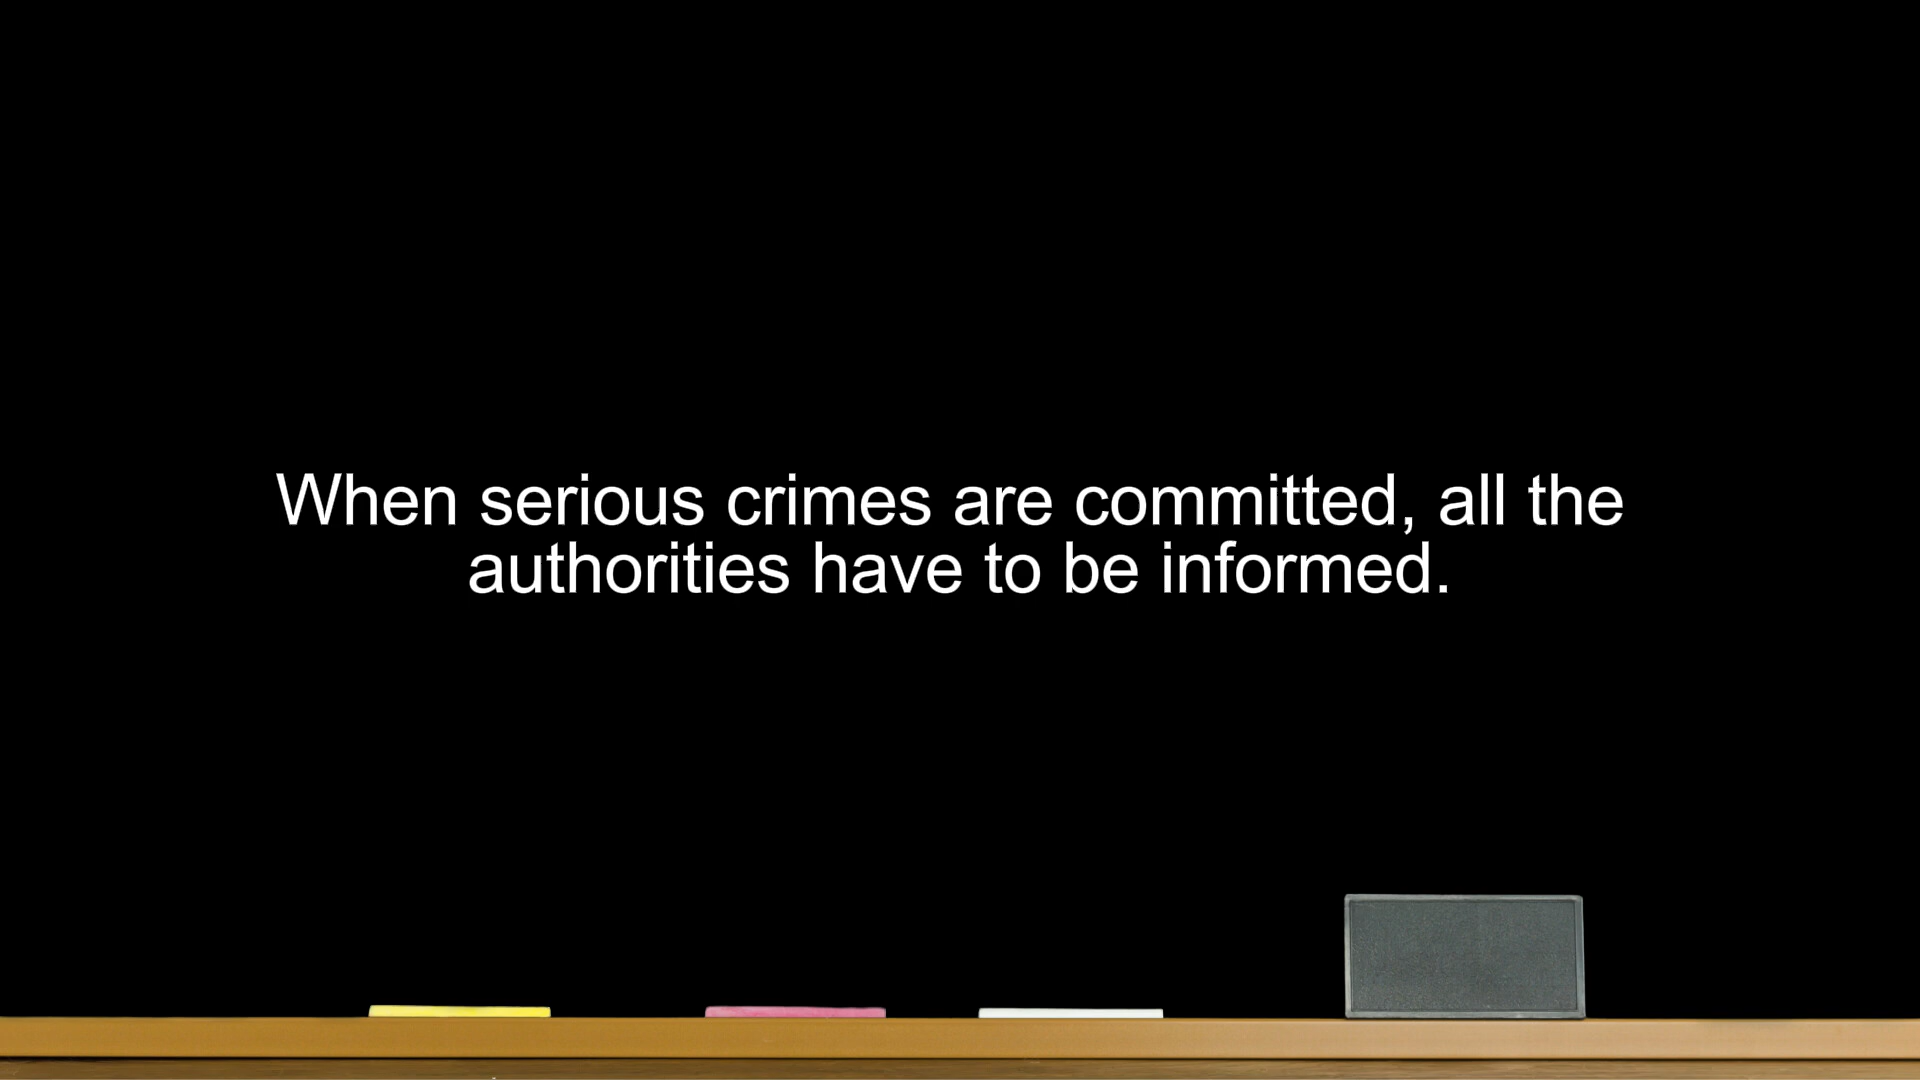 When serious crimes are committed, all the
authorities have to be informed.